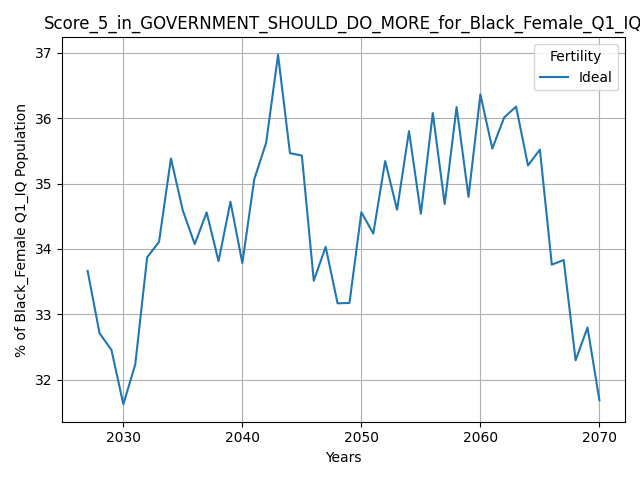 Score_5_in_GOVERNMENT_SHOULD_DO_MORE_for_Black_Female_Q1_IQ
Fertility
Ideal
% of Black_Female Q1_IQ Population
37
36
35
34
33
32
2030 2040 2050 2060 2070
Years